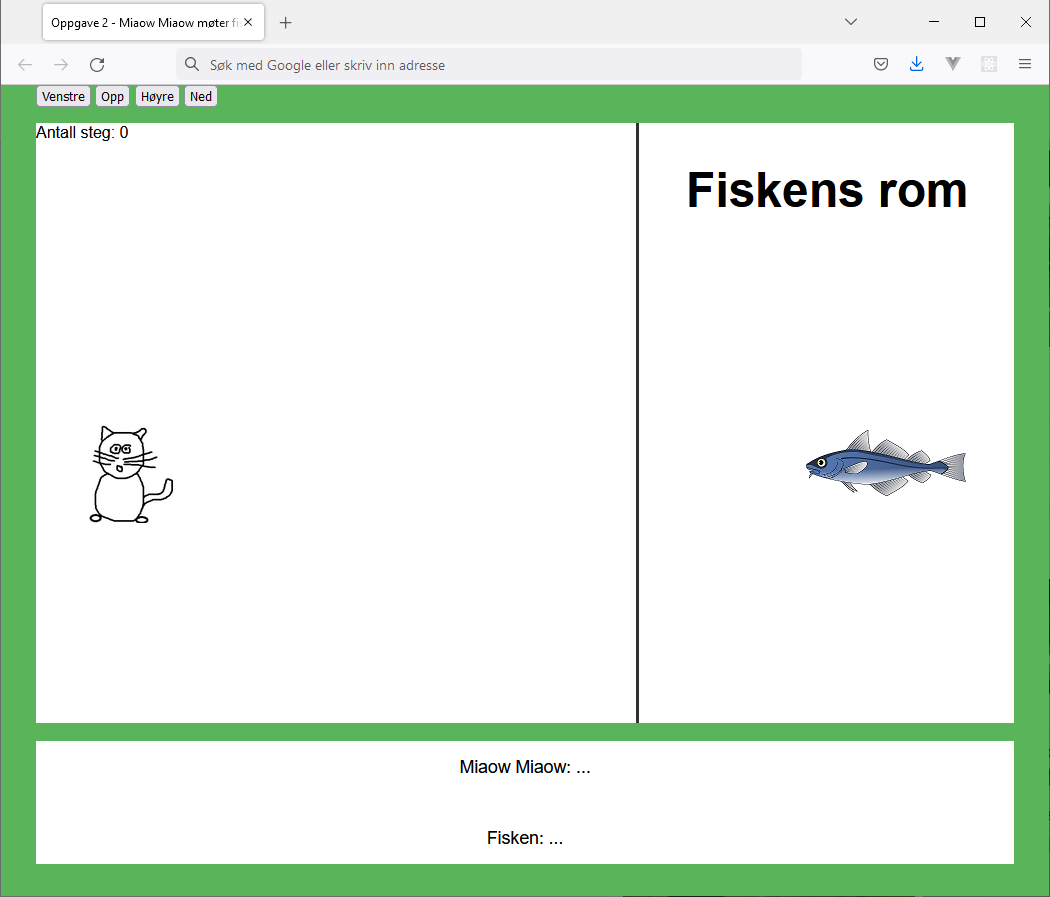 Oppgave 2 - Miaow Miaow møter fi
Søk med Google eller skriv inn adresse
Venstre Opp Høyre Ned
Antall steg: 0
Fiskens rom
Miaow Miaow: ...
Fisken: ...